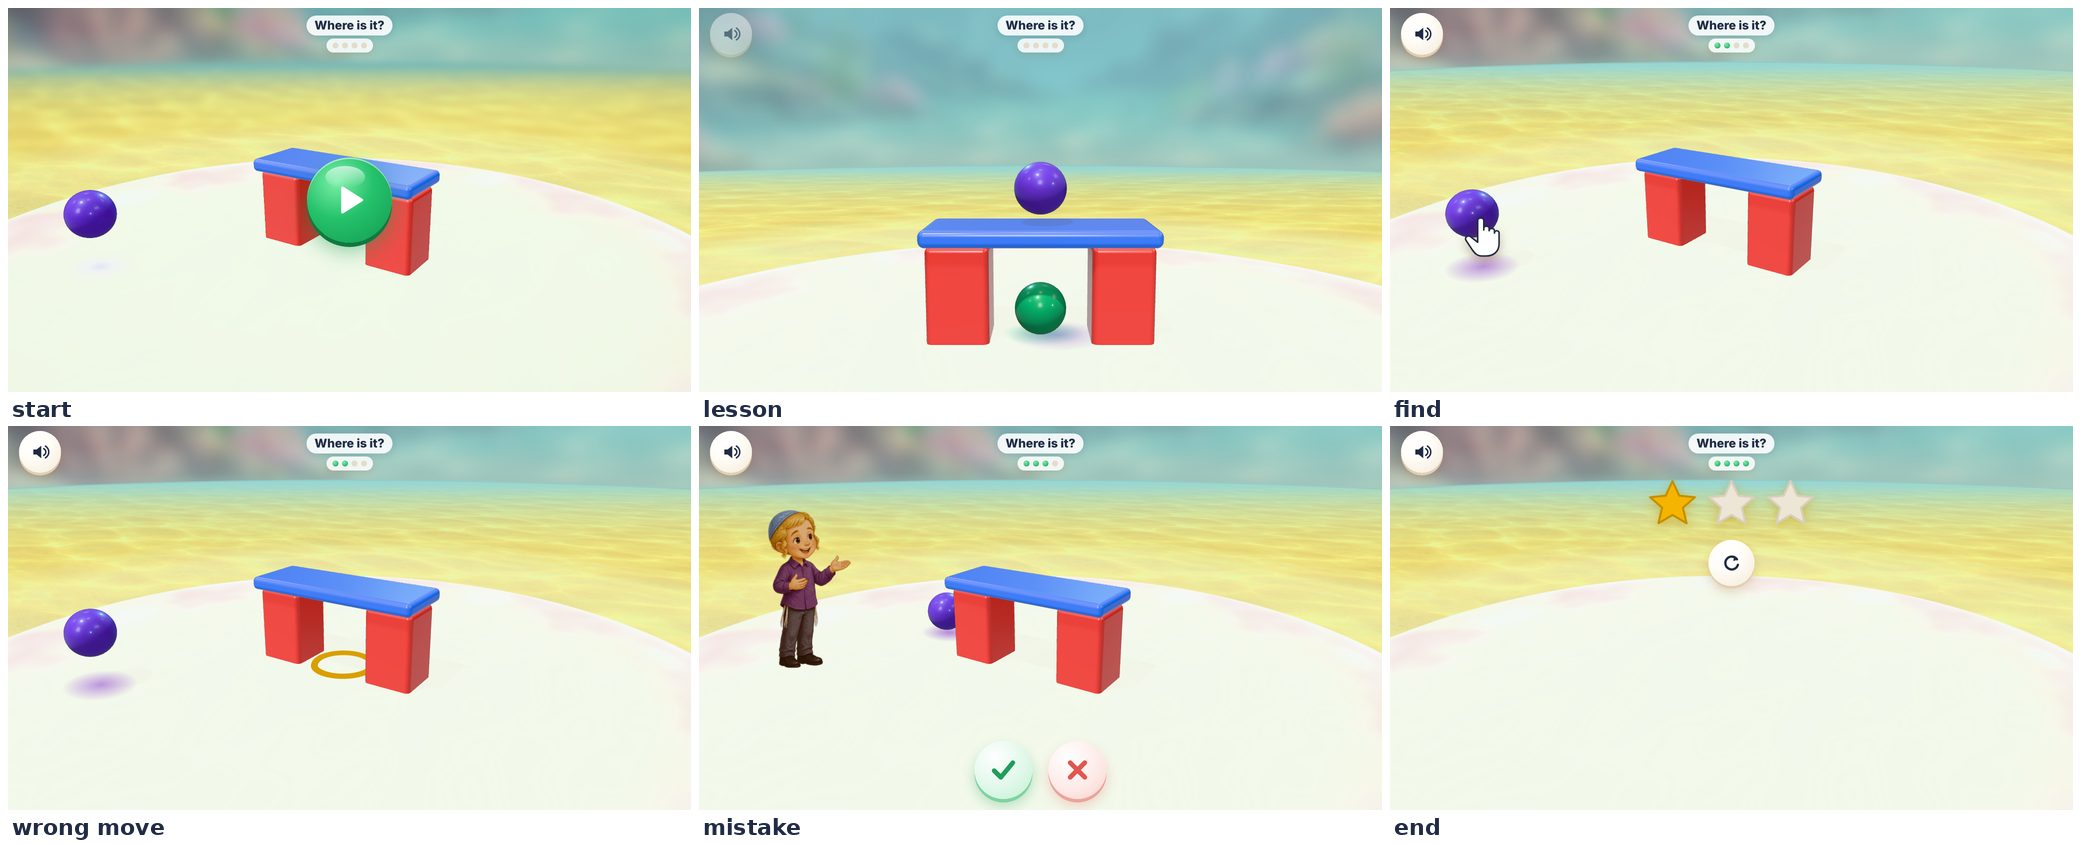 Where is it?
Where is it?
Where is it?
start
lesson
find
Where is it?
Where is it?
Where is it?
wrong move
mistake
end